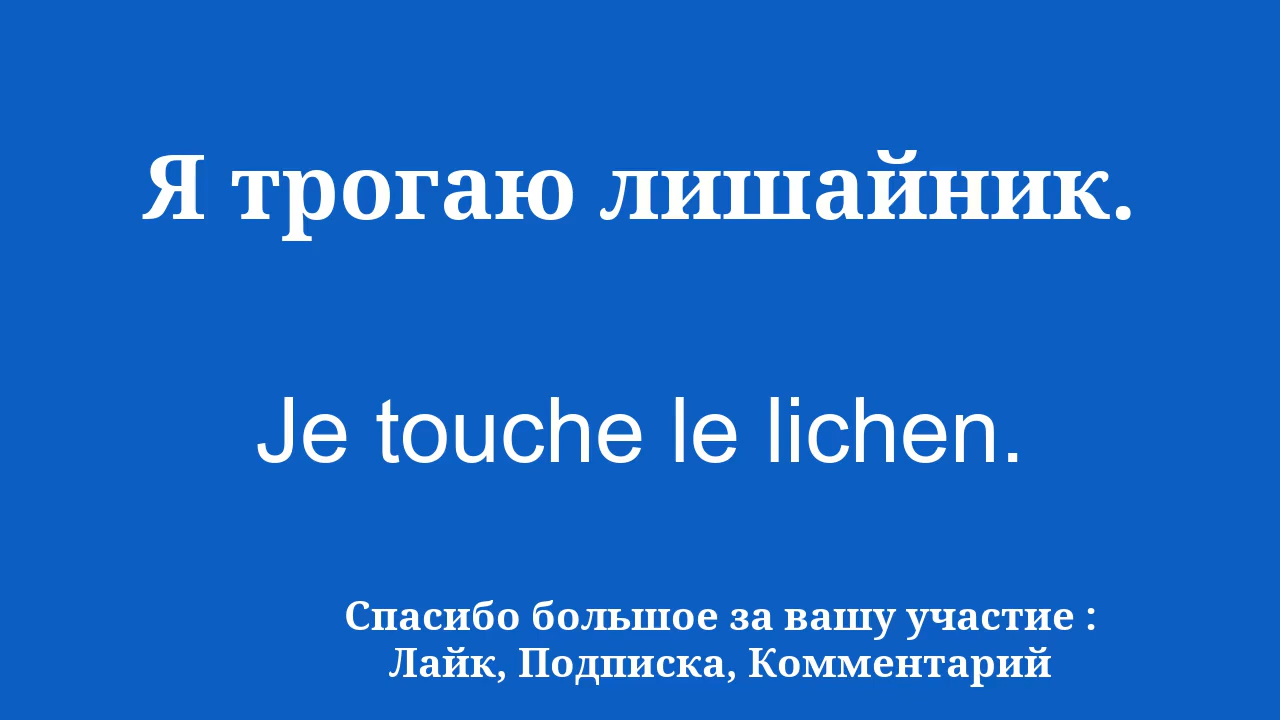 Я трогаю лишайник.
Je touche le lichen.
Спасибо большое за вашу участие :
Лайк, Подписка, Комментарий